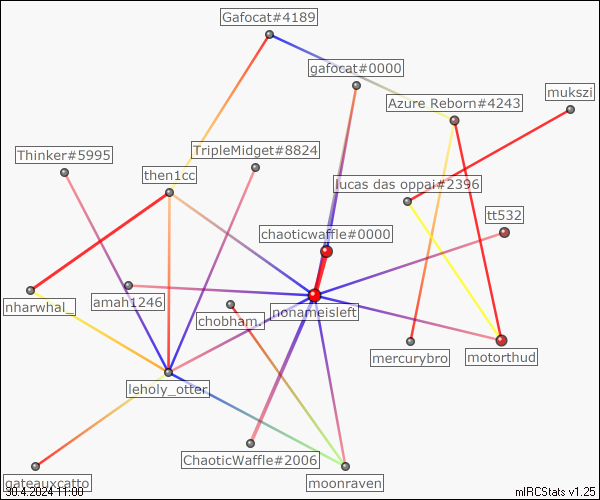 Gafocat#4189
gafocat#0000
mukszi
Azure Reborn#4243
Thinker#5995
TripleMidget#8824
then1cc
lucas das oppai#2396
tt532
chaoticwaffle#0000
nharwhal_
amah1246
nonameisleft
chobham.
mercurybro
motorthud
leholy_otter
ChaoticWaffle#2006
gateauxcatto
moonraven
30.4.2024 11:00
mIRCStats v1.25